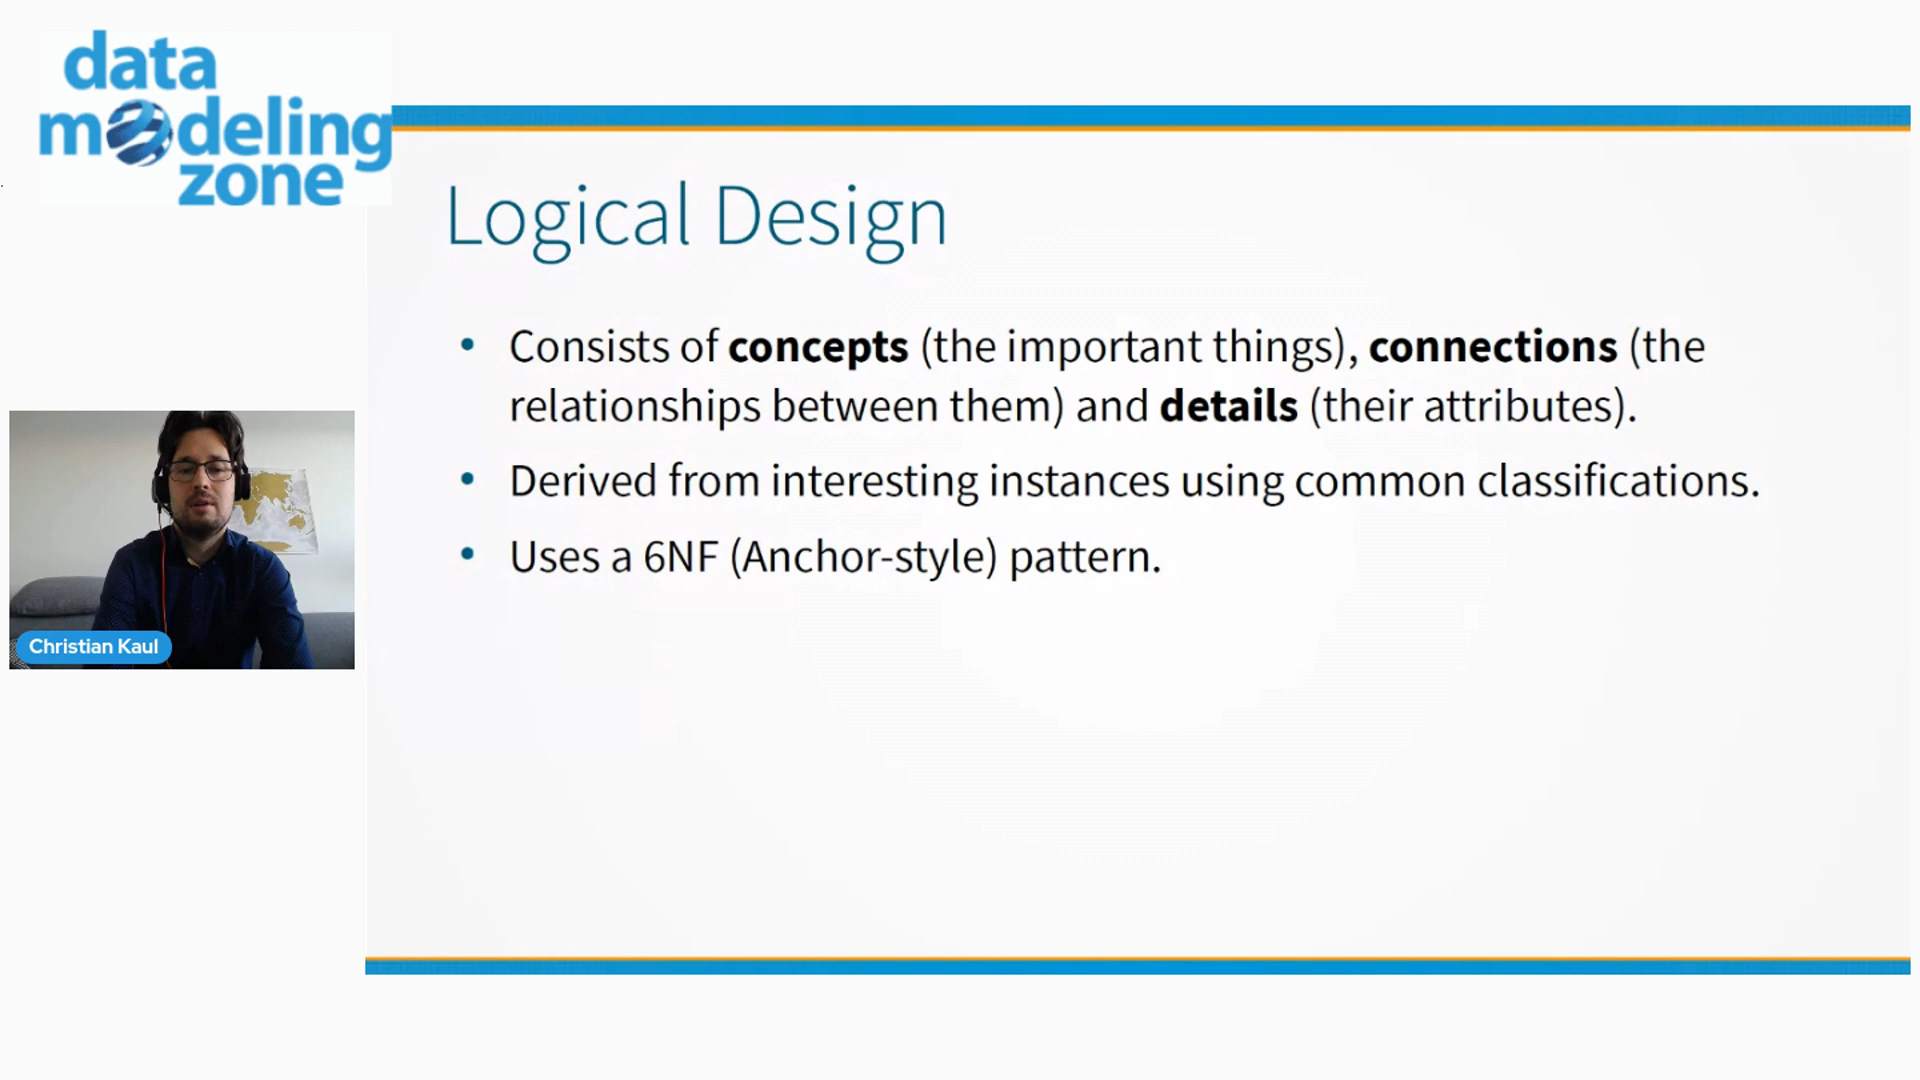 data
modeling
zone
Logical Design
• Consists of concepts (the important things), connections (the
relationships between them) and details (their attributes).
• Derived from interesting instances using common classifications.
• Uses a 6NF (Anchor-style) pattern.
Christian Kaul